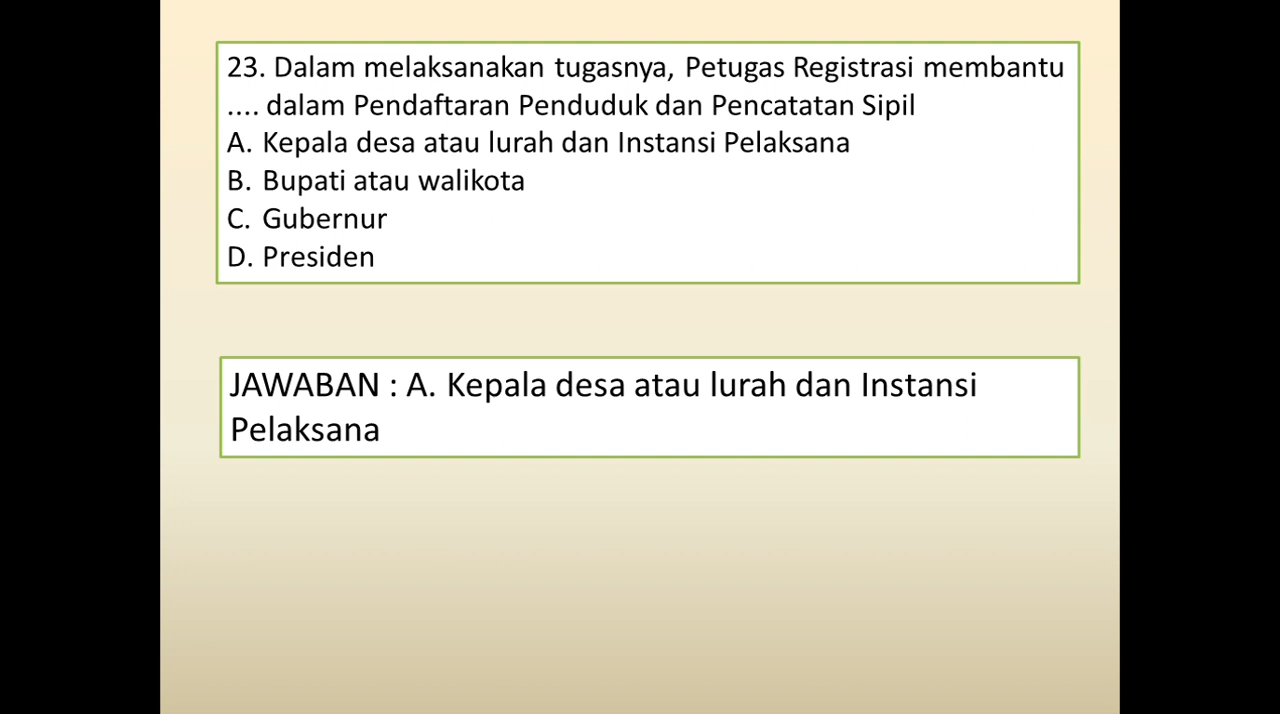 23. Dalam melaksanakan tugasnya, Petugas Registrasi membantu
.... dalam Pendaftaran Penduduk dan Pencatatan Sipil
A. Kepala desa atau lurah dan Instansi Pelaksana
B. Bupati atau walikota
C. Gubernur
D. Presiden
JAWABAN : A. Kepala desa atau lurah dan Instansi
Pelaksana